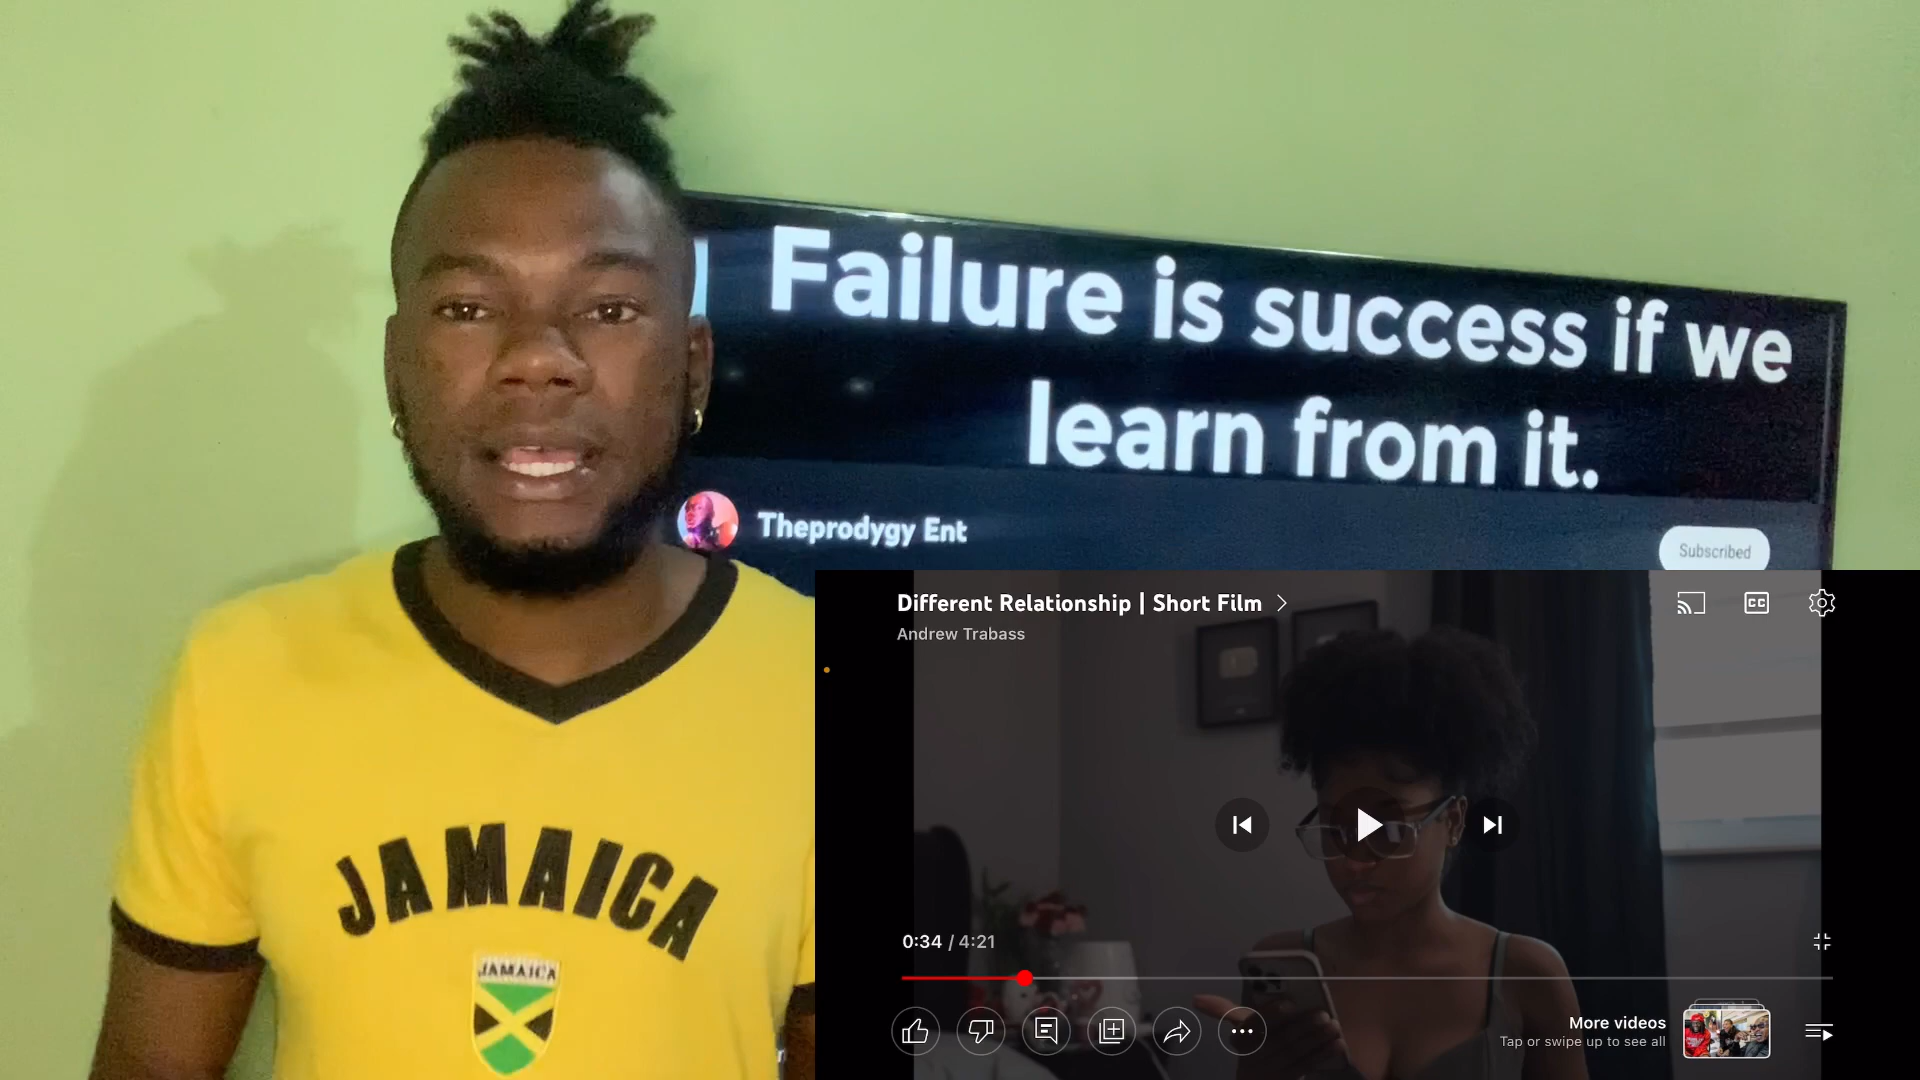 Failure is success if we
learn from it.
Theprodygy Ent
Subscribed
Different Relationship | Short Film
Andrew Trabass
CC
JAMAICA
JAMAICA
0:34 / 4:21
More videos
Tap or swipe up to see all